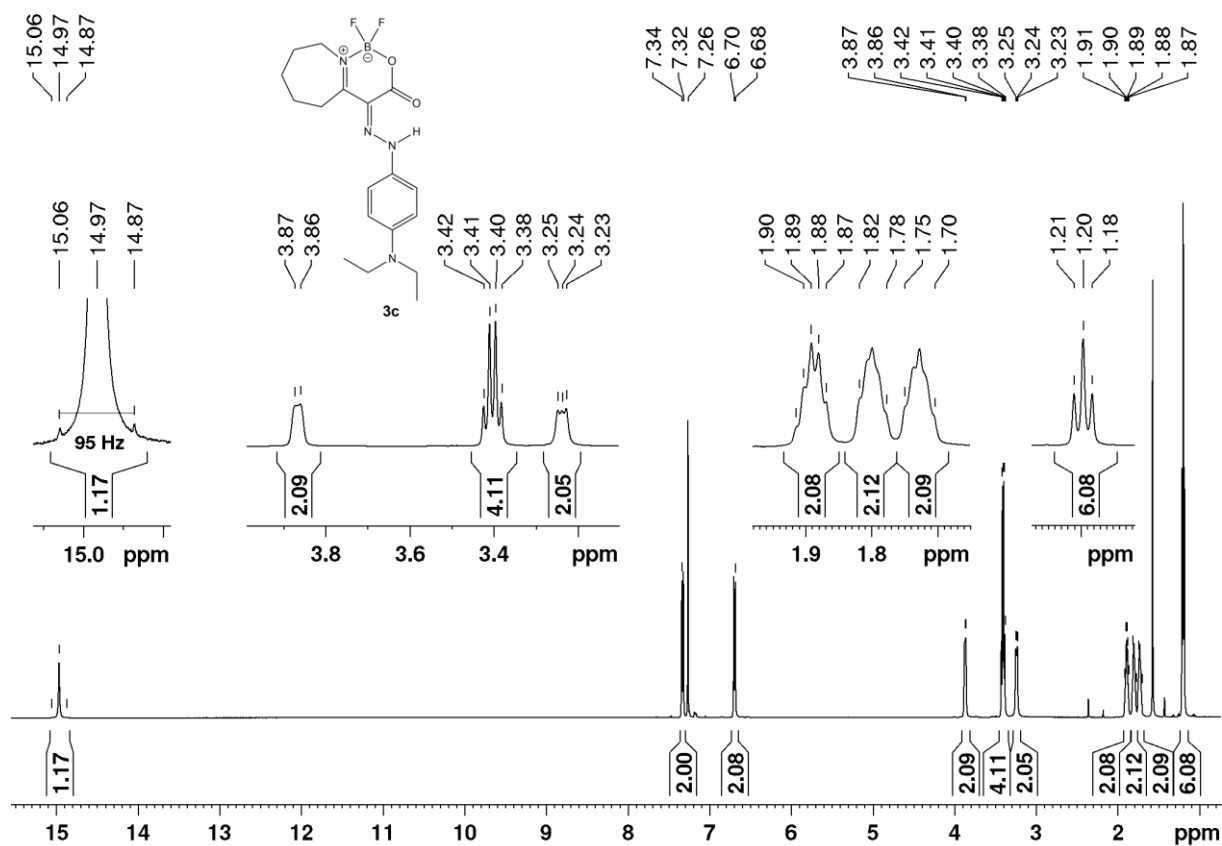 15.06 14.97 14.87
7.34 7.32 7.26 6.70 6.68
3.87 3.86 3.42 3.41 3.40 3.38 3.25 3.24 3.23 1.91 1.90 1.89 1.88 1.87
F F
B
⊖
⊕
N
O
O
N
N H
N
3c
15.06 14.97 14.87
3.87 3.86
3.42 3.41 3.40 3.38
3.25 3.24 3.23
1.90 1.89 1.88 1.87 1.82 1.78 1.75 1.70
1.21 1.20 1.18
95 Hz
1.17
2.09 4.11 2.05
2.08 2.12 2.09
6.08
15.0 ppm
3.8 3.6 3.4 ppm
1.9 1.8 ppm
ppm
1.17 2.00 2.08 2.09 4.11 2.05 2.08 2.12 2.09 6.08
15 14 13 12 11 10 9 8 7 6 5 4 3 2 ppm